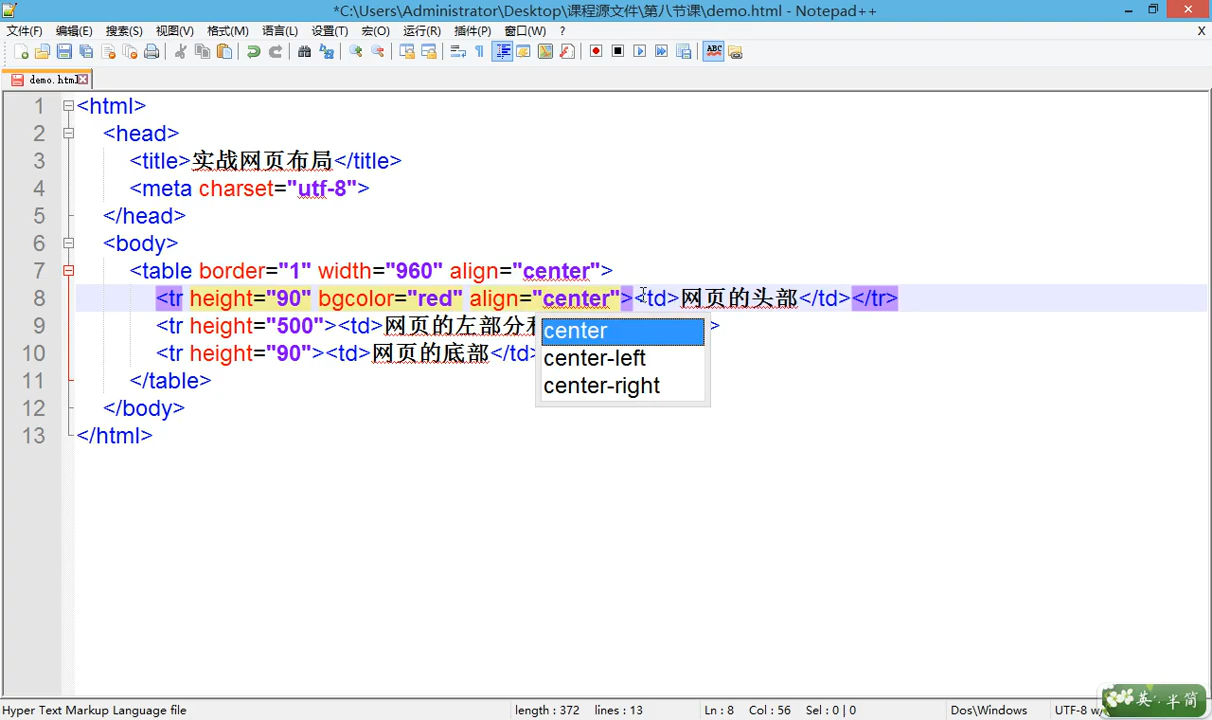 *C:\Users\Administrator\Desktop\课程源文件\第八节课\demo.html - Notepad++
文件(F) 编辑(E) 搜索(S) 视图(V) 格式(M) 语言(L) 设置(T) 宏(O) 运行(R) 插件(P) 窗口(W) ? X
demo.html
1 <html>
2 <head>
3 <title>实战网页布局</title>
4 <meta charset="utf-8">
5 </head>
6 <body>
7 <table border="1" width="960" align="center">
8 <tr height="90" bgcolor="red" align="center"><td>网页的头部</td></tr>
9 <tr height="500"><td>网页的左部分 >
10 <tr height="90"><td>网页的底部</td>
11 </table>
12 </body>
13 </html>
center
center-left
center-right
Hyper Text Markup Language file length : 372 lines : 13 Ln : 8 Col : 56 Sel : 0 | 0 Dos\Windows UTF-8
英 半 简